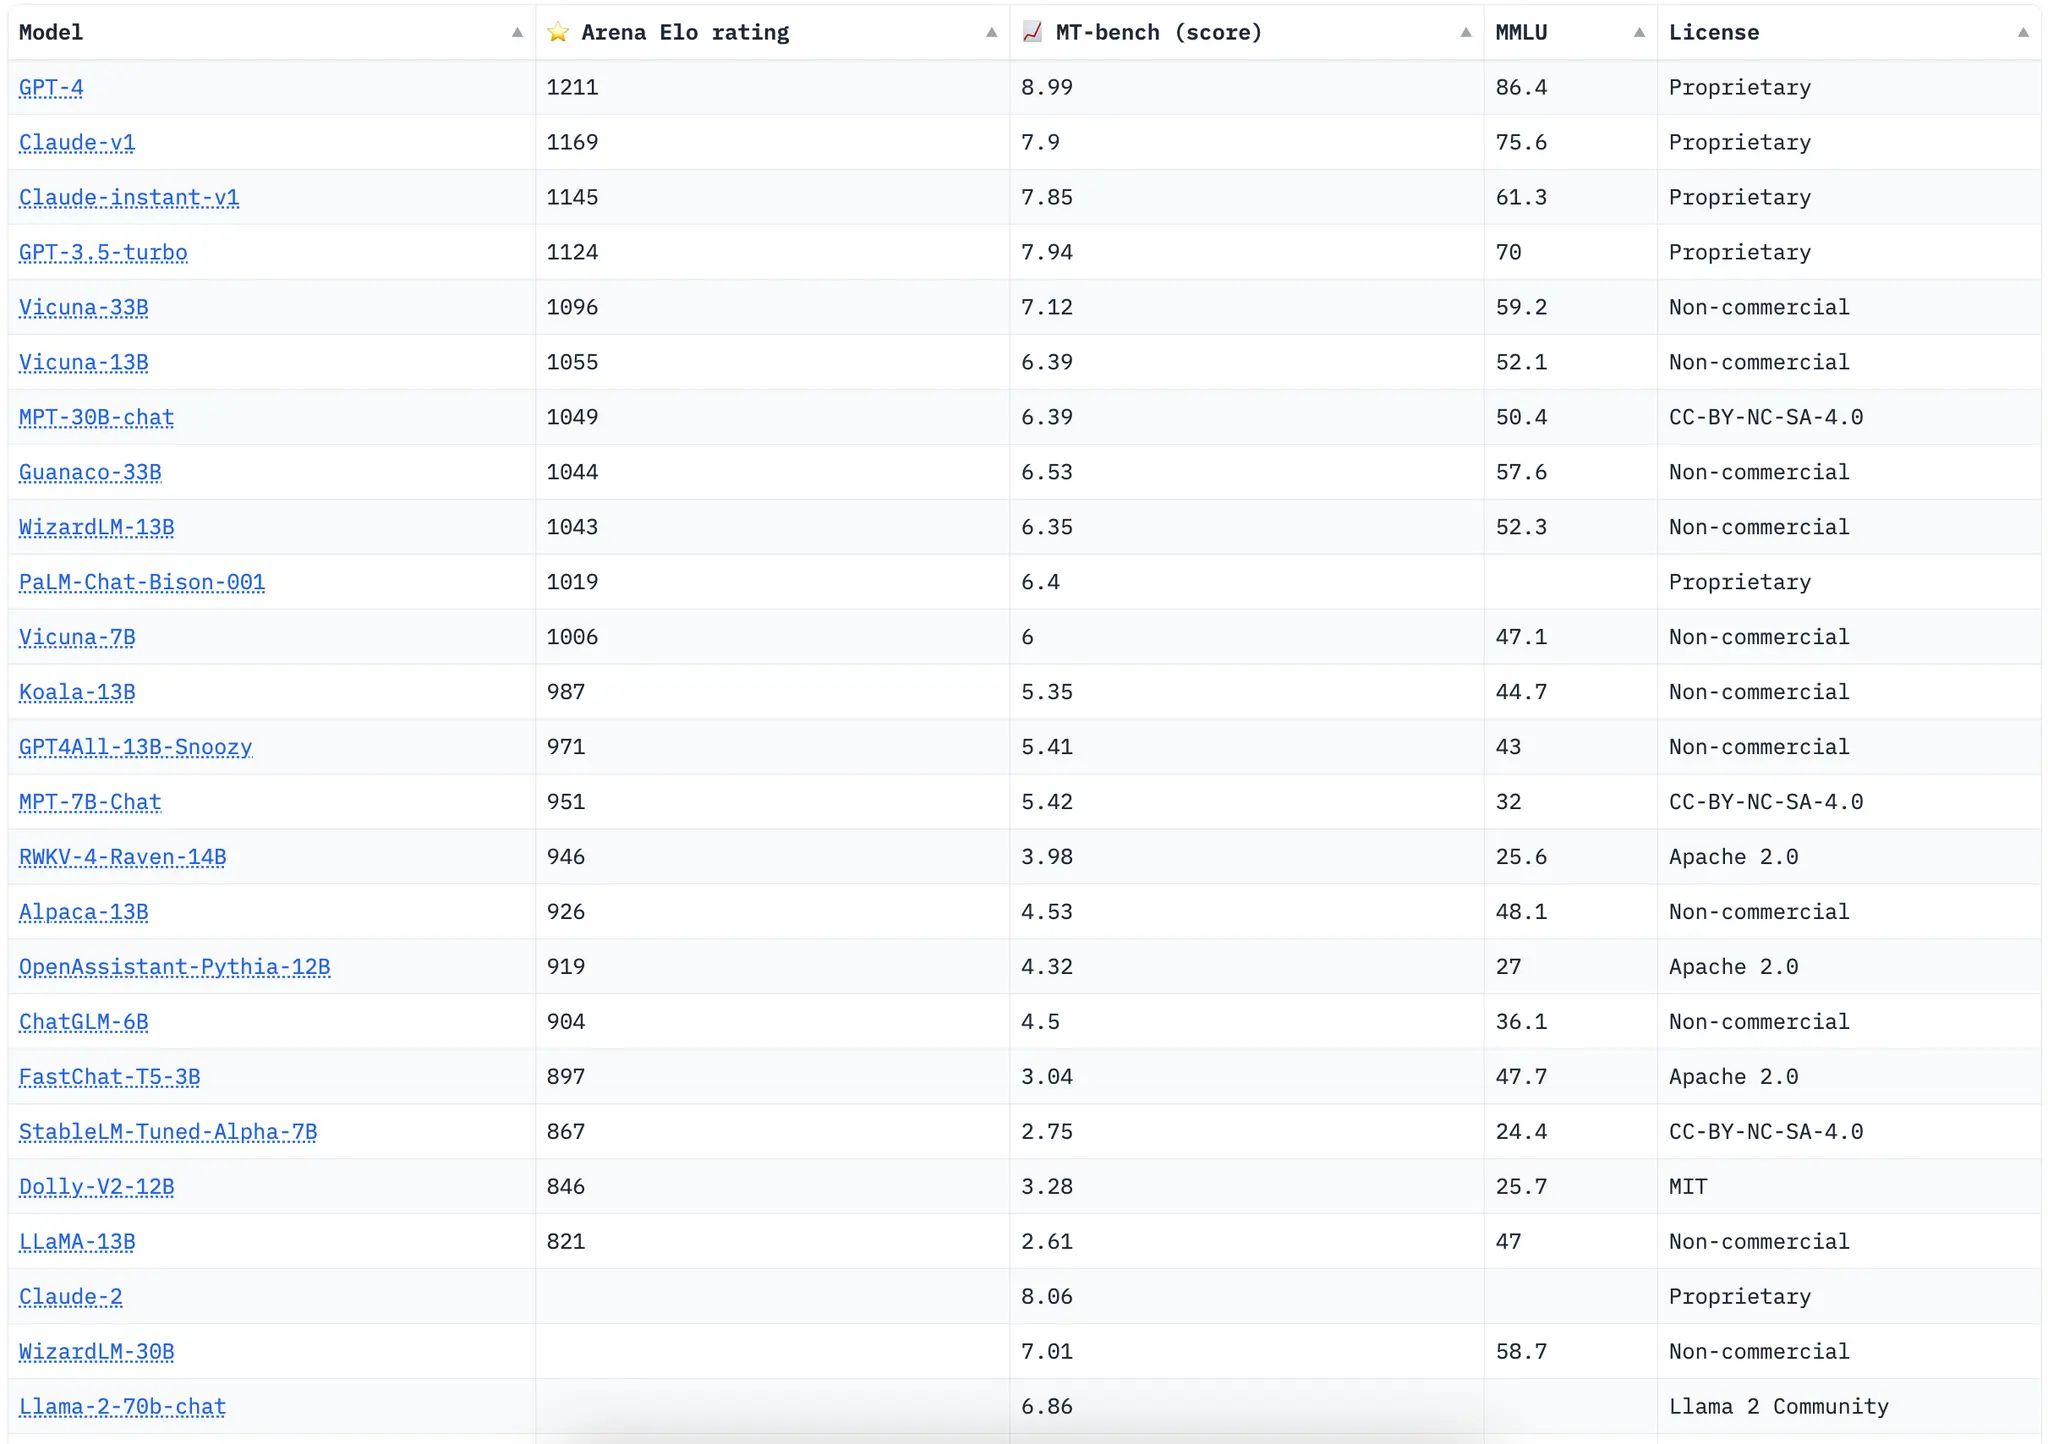 Model ▲ ⭐ Arena Elo rating ▲ 📈 MT-bench (score) ▲ MMLU ▲ License ▲
GPT-4 1211 8.99 86.4 Proprietary
Claude-v1 1169 7.9 75.6 Proprietary
Claude-instant-v1 1145 7.85 61.3 Proprietary
GPT-3.5-turbo 1124 7.94 70 Proprietary
Vicuna-33B 1096 7.12 59.2 Non-commercial
Vicuna-13B 1055 6.39 52.1 Non-commercial
MPT-30B-chat 1049 6.39 50.4 CC-BY-NC-SA-4.0
Guanaco-33B 1044 6.53 57.6 Non-commercial
WizardLM-13B 1043 6.35 52.3 Non-commercial
PaLM-Chat-Bison-001 1019 6.4 Proprietary
Vicuna-7B 1006 6 47.1 Non-commercial
Koala-13B 987 5.35 44.7 Non-commercial
GPT4All-13B-Snoozy 971 5.41 43 Non-commercial
MPT-7B-Chat 951 5.42 32 CC-BY-NC-SA-4.0
RWKV-4-Raven-14B 946 3.98 25.6 Apache 2.0
Alpaca-13B 926 4.53 48.1 Non-commercial
OpenAssistant-Pythia-12B 919 4.32 27 Apache 2.0
ChatGLM-6B 904 4.5 36.1 Non-commercial
FastChat-T5-3B 897 3.04 47.7 Apache 2.0
StableLM-Tuned-Alpha-7B 867 2.75 24.4 CC-BY-NC-SA-4.0
Dolly-V2-12B 846 3.28 25.7 MIT
LLaMA-13B 821 2.61 47 Non-commercial
Claude-2 8.06 Proprietary
WizardLM-30B 7.01 58.7 Non-commercial
Llama-2-70b-chat 6.86 Llama 2 Community